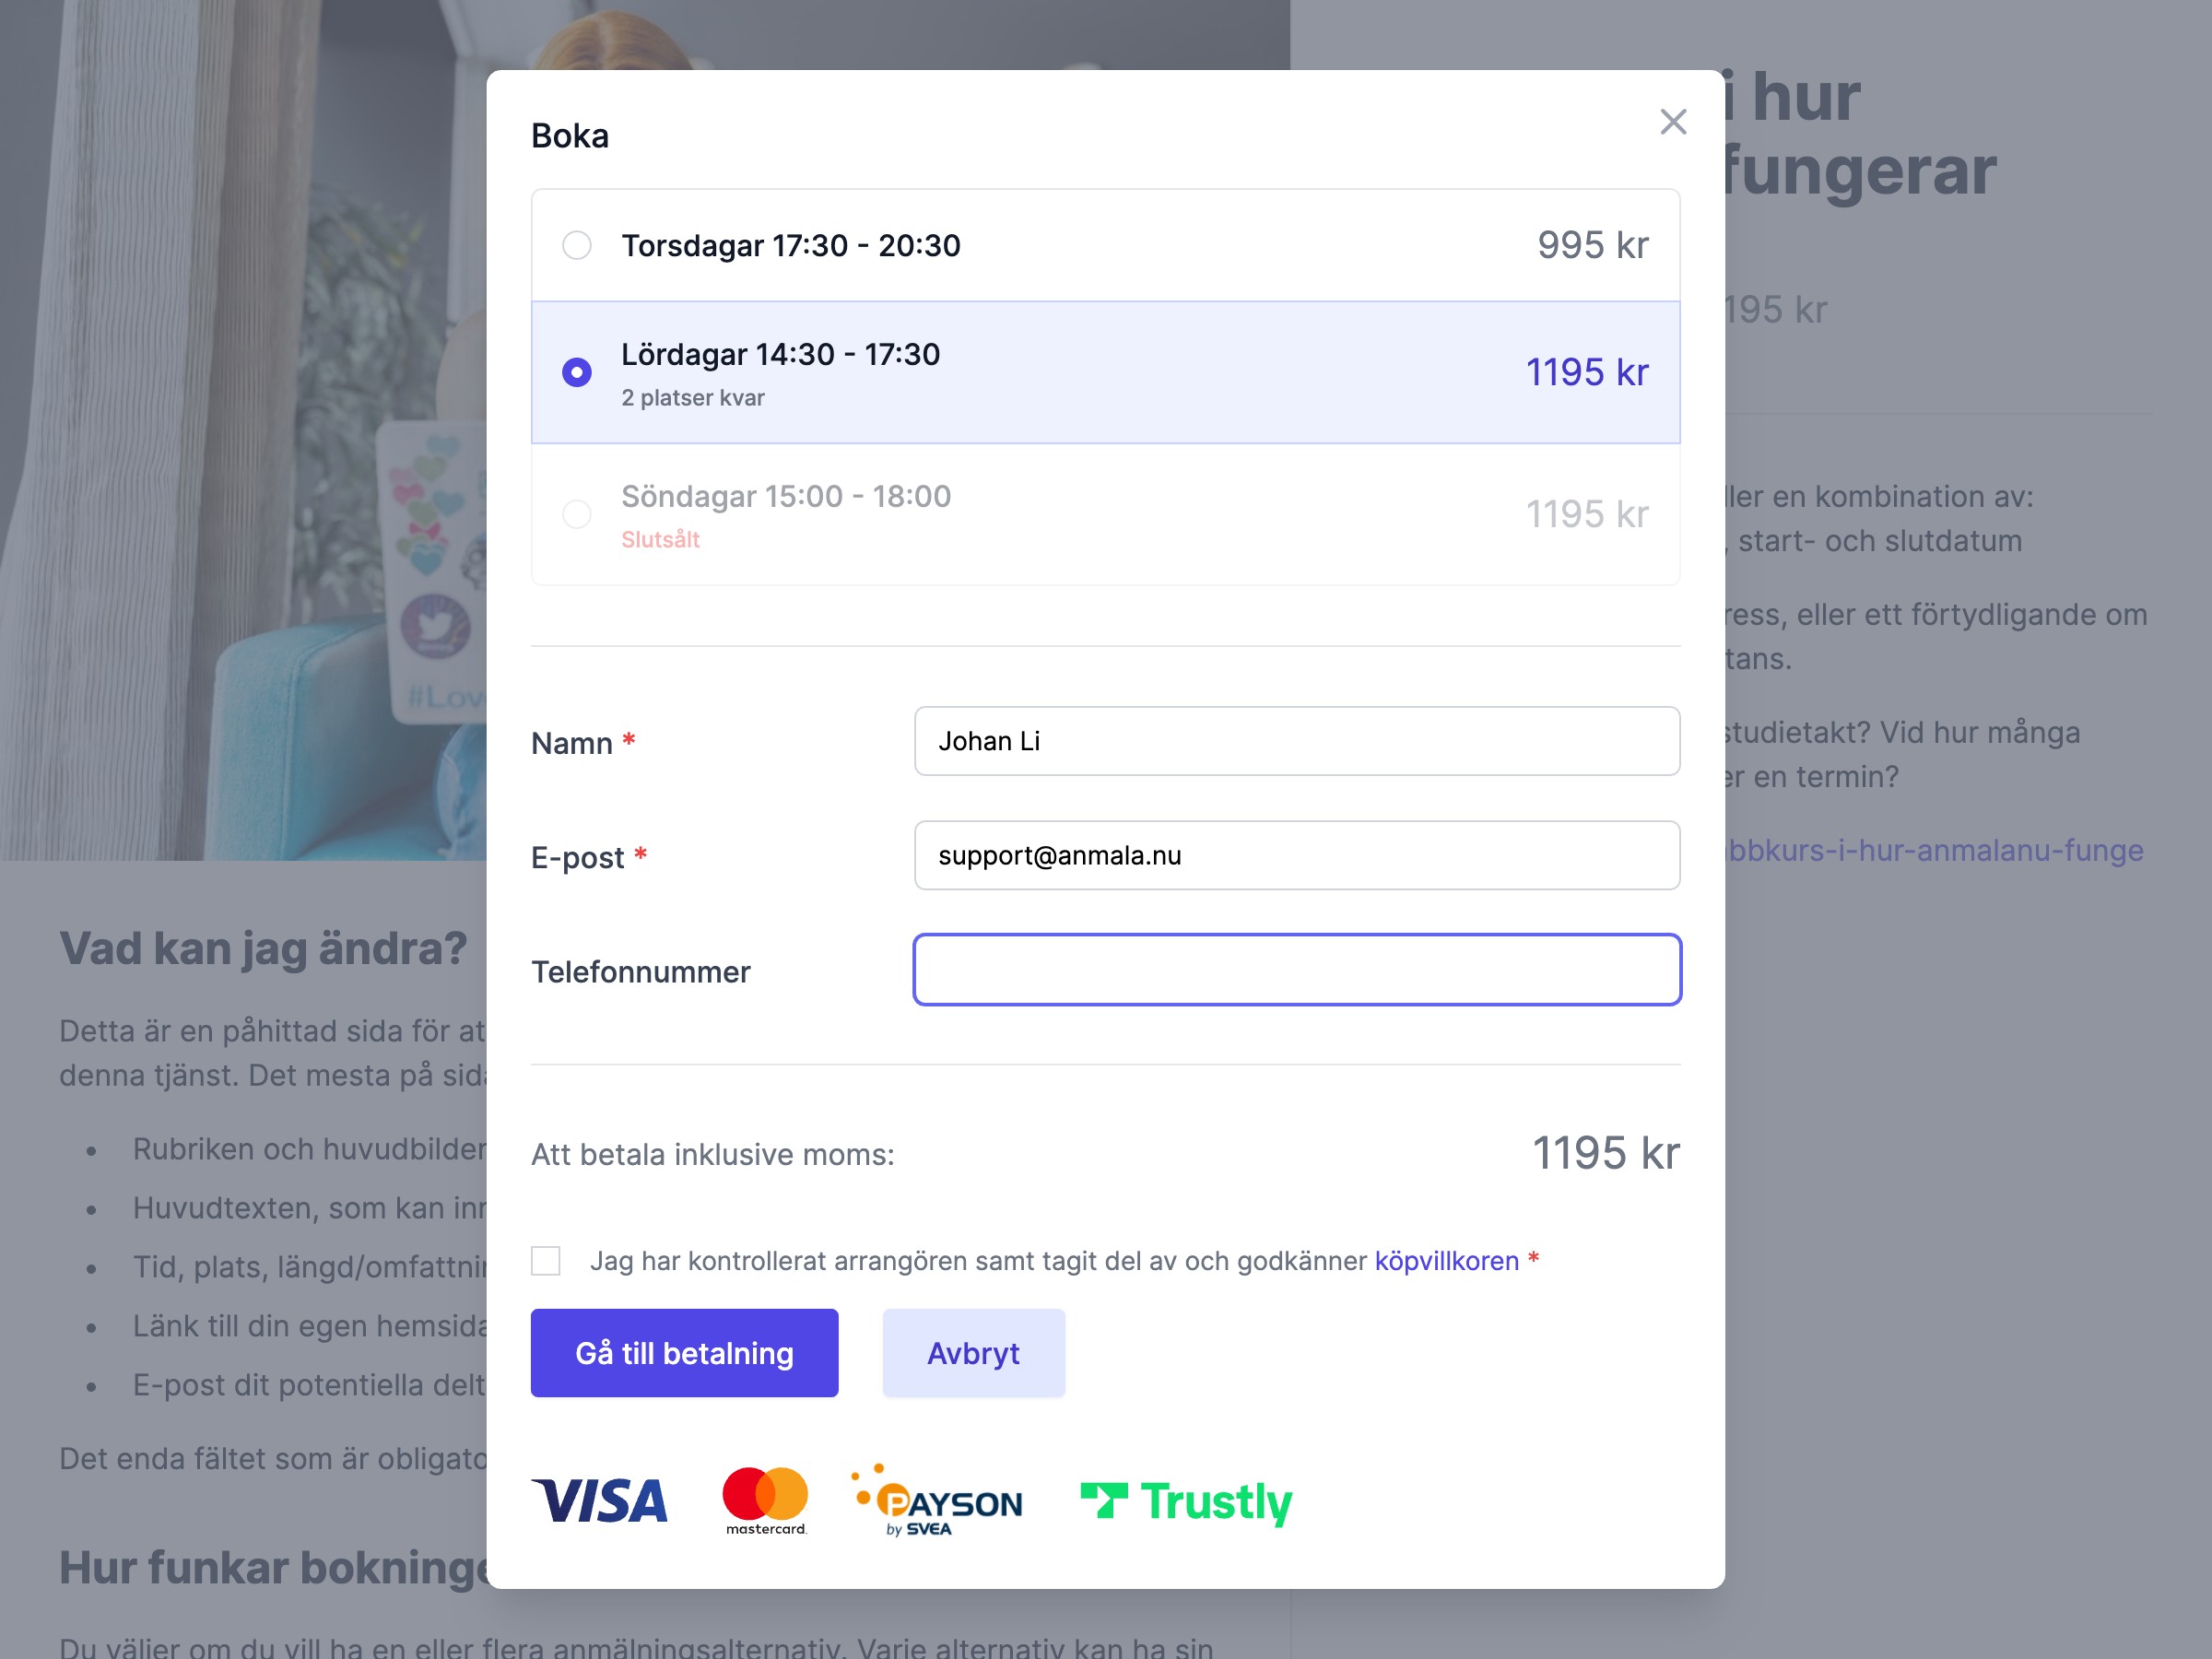 Boka
Torsdagar 17:30 - 20:30
995 kr
Lördagar 14:30 - 17:30
2 platser kvar
1195 kr
Söndagar 15:00 - 18:00
Slutsålt
1195 kr
Namn *
Johan Li
E-post *
support@anmala.nu
Telefonnummer
Att betala inklusive moms:
1195 kr
Jag har kontrollerat arrangören samt tagit del av och godkänner köpvillkoren *
Gå till betalning
Avbryt
VISA
mastercard.
PAYSON
by SVEA
Trustly
#Lov
Vad kan jag ändra?
Detta är en påhittad sida för at
denna tjänst. Det mesta på sid
• Rubriken och huvudbilder
• Huvudtexten, som kan inr
• Tid, plats, längd/omfattnin
• Länk till din egen hemsida
• E-post dit potentiella delt
Det enda fältet som är obligato
Hur funkar bokninge
Du väljer om du vill ha en eller flera anmälningsalternativ. Varje alternativ kan ha sin
i hur
fungerar
195 kr
ller en kombination av:
, start- och slutdatum
ress, eller ett förtydligande om
tans.
studietakt? Vid hur många
er en termin?
bbkurs-i-hur-anmalanu-funge